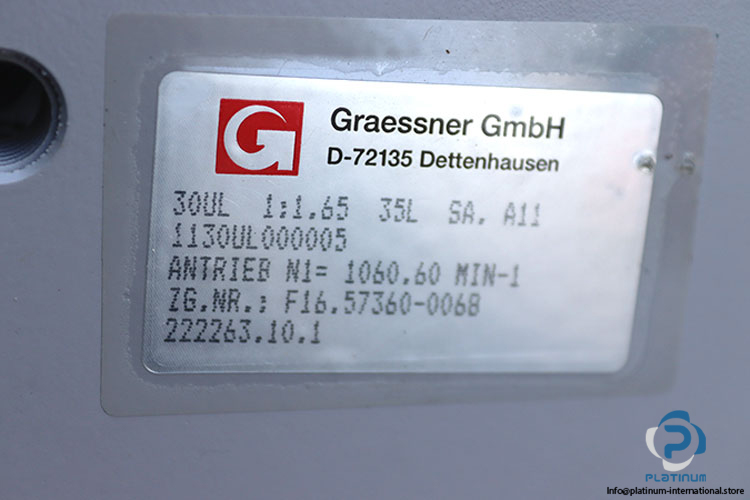 G
Graessner GmbH
D-72135 Dettenhausen
30UL 1:1.65 35L SA. A11
1130UL000005
ANTRIEB N1= 1060.60 MIN-1
ZG.NR.: F16.57360-0068
222263.10.1
PLATINUM
Info@platinum-international.store